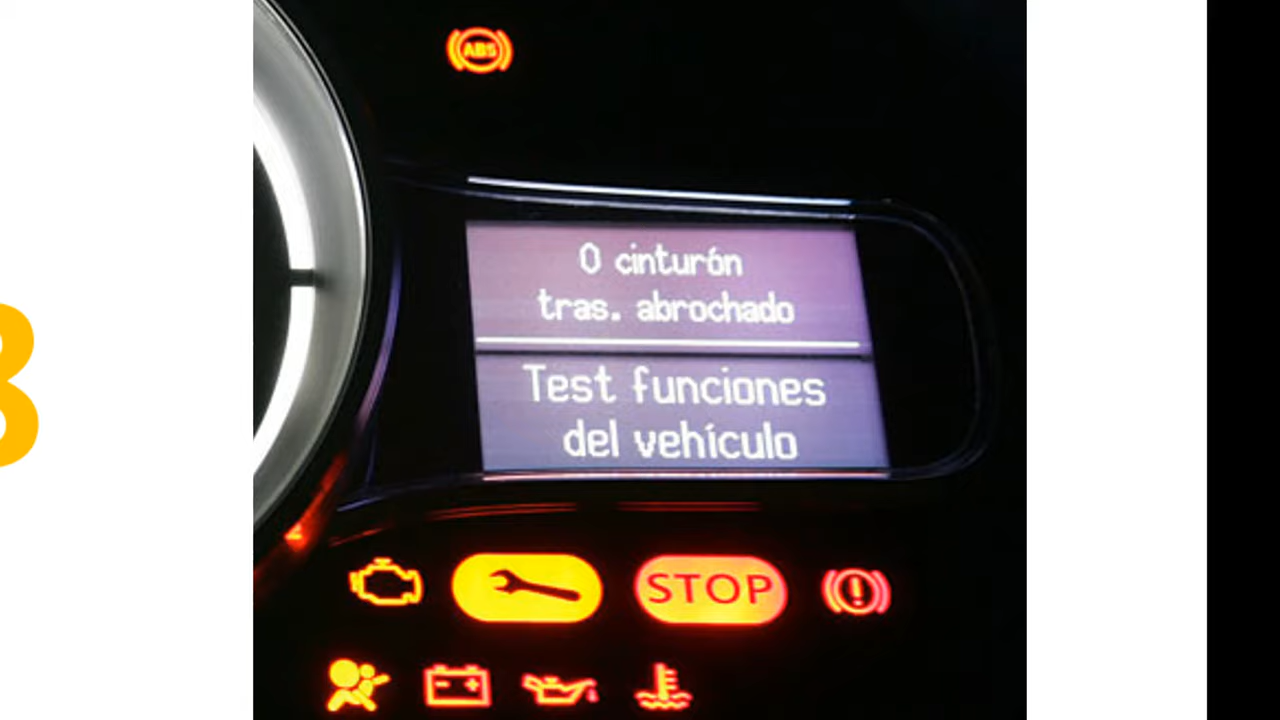 ABS
0 cinturón
tras. abrochado
Test funciones
del vehículo
STOP